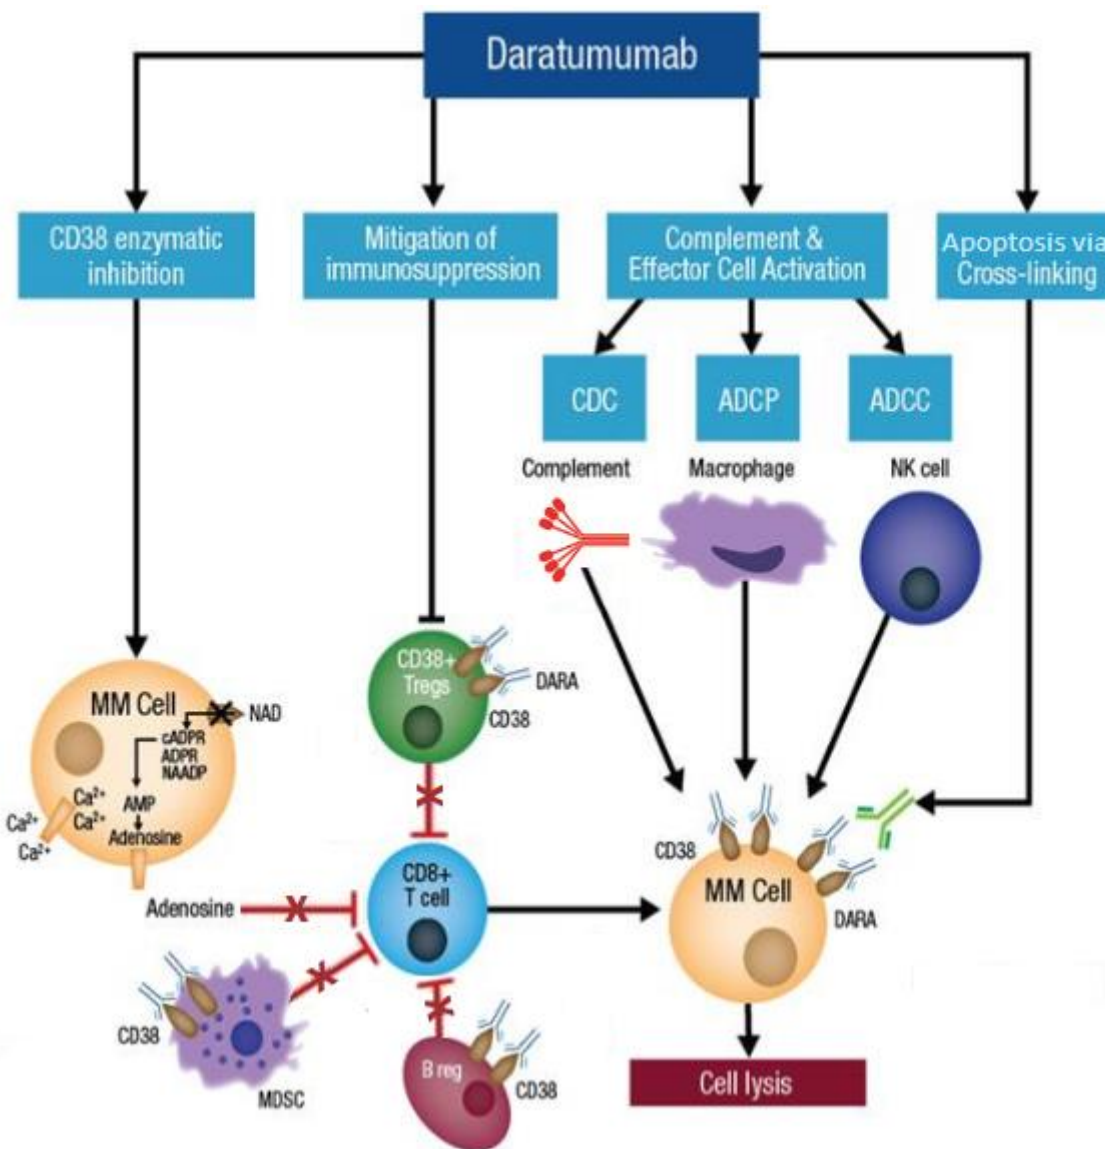 Daratumumab
CD38 enzymatic
inhibition
Mitigation of
immunosuppression
Complement &
Effector Cell Activation
Apoptosis via
Cross-linking
CDC
ADCP
ADCC
Complement
Macrophage
NK cell
CD38+
Tregs
DARA
CD38
MM Cell
NAD
cADPR
ADPR
NAADP
Ca²⁺
Ca²⁺
AMP
Ca²⁺
Ca²⁺
Adenosine
CD38
MM Cell
DARA
CD8+
T cell
Adenosine
CD38
MDSC
B reg
CD38
Cell lysis